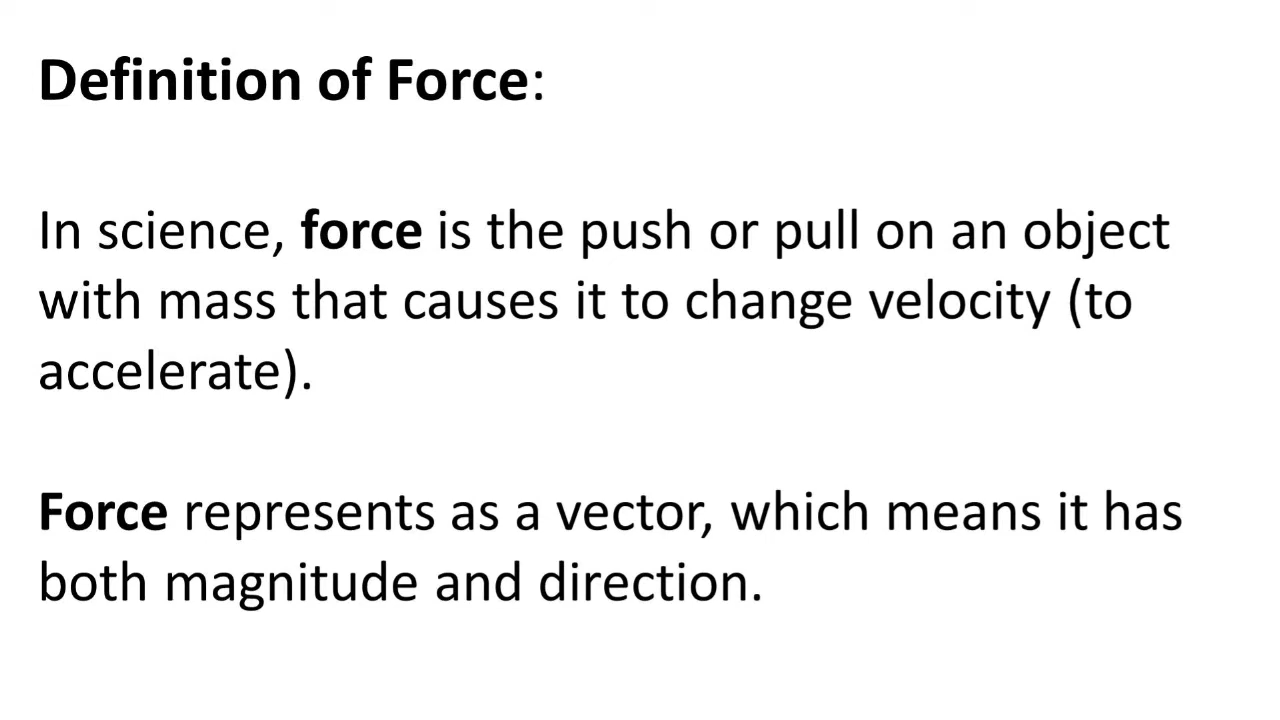 Definition of Force:
In science, force is the push or pull on an object
with mass that causes it to change velocity (to
accelerate).
Force represents as a vector, which means it has
both magnitude and direction.